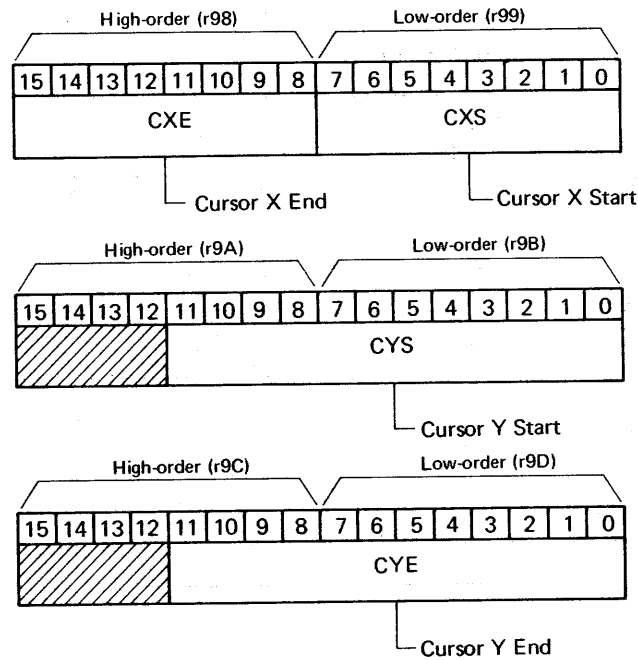 High-order (r98) Low-order (r99)
15 14 13 12 11 10 9 8 7 6 5 4 3 2 1 0
CXE CXS
Cursor X End Cursor X Start
High-order (r9A) Low-order (r9B)
15 14 13 12 11 10 9 8 7 6 5 4 3 2 1 0
CYS
Cursor Y Start
High-order (r9C) Low-order (r9D)
15 14 13 12 11 10 9 8 7 6 5 4 3 2 1 0
CYE
Cursor Y End